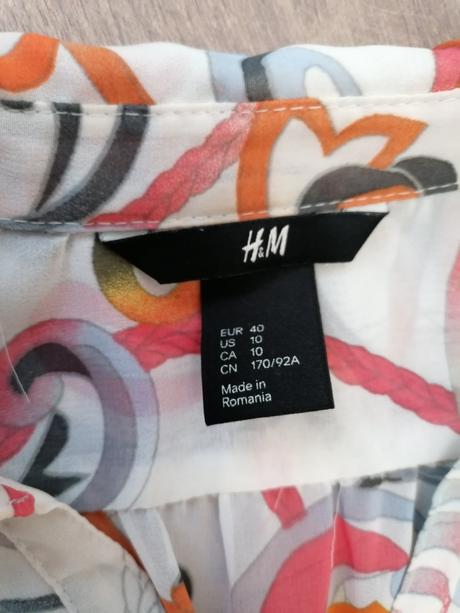 H&M
EUR 40
US 10
CA 10
CN 170/92A
Made in
Romania